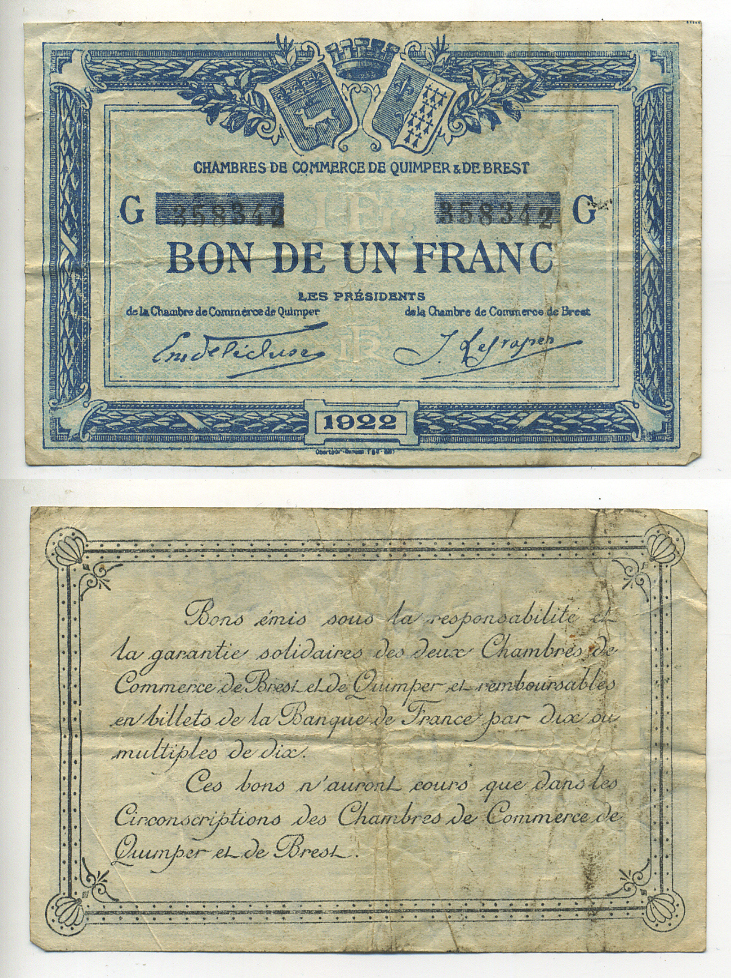 CHAMBRES DE COMMERCE DE QUIMPER & DE BREST
G 358342 1 Fr 358342 G
BON DE UN FRANC
LES PRÉSIDENTS
de la Chambre de Commerce de Quimper de la Chambre de Commerce de Brest
1922
Bons émis sous la responsabilité et
la garantie solidaires des deux Chambres de
Commerce de Brest et de Quimper et remboursables
en billets de la Banque de France par dix ou
multiples de dix.
Ces bons n'auront cours que dans les
Circonscriptions des Chambres de Commerce de
Quimper et de Brest.